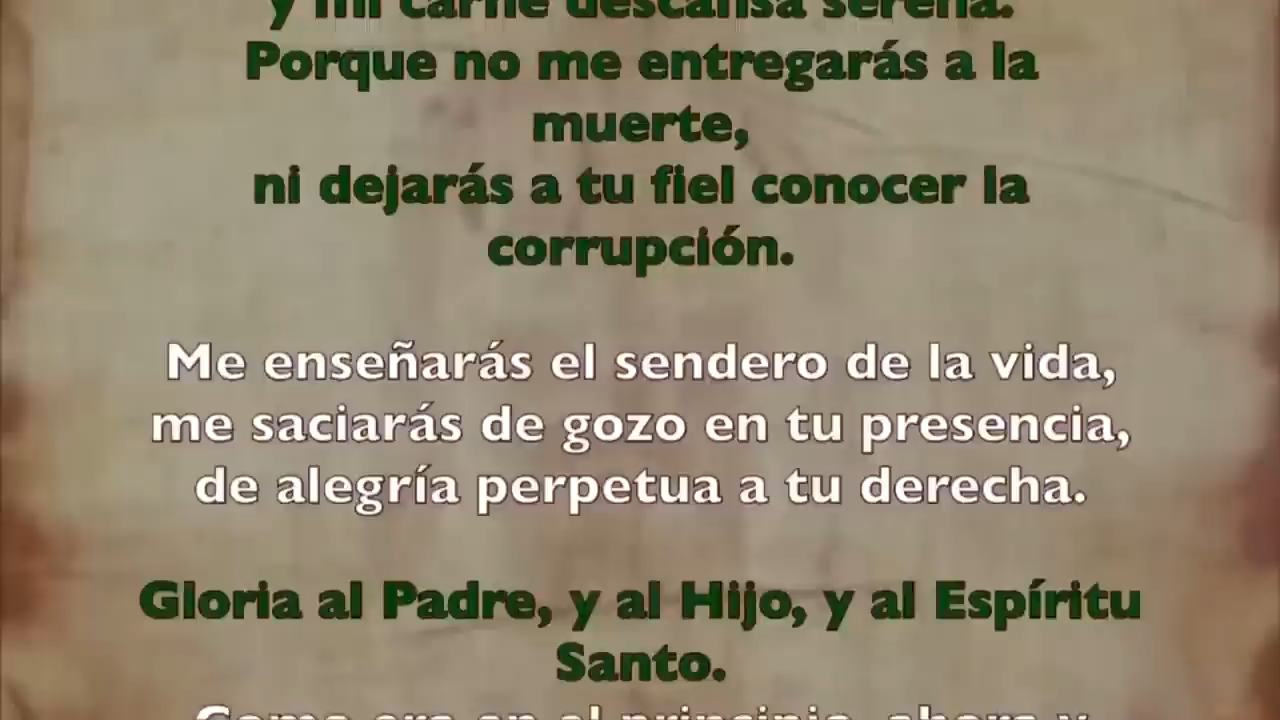 y mi carne descansa serena.
Porque no me entregarás a la
muerte,
ni dejarás a tu fiel conocer la
corrupción.
Me enseñarás el sendero de la vida,
me saciarás de gozo en tu presencia,
de alegría perpetua a tu derecha.
Gloria al Padre, y al Hijo, y al Espíritu
Santo.
Como era en el principio, ahora y